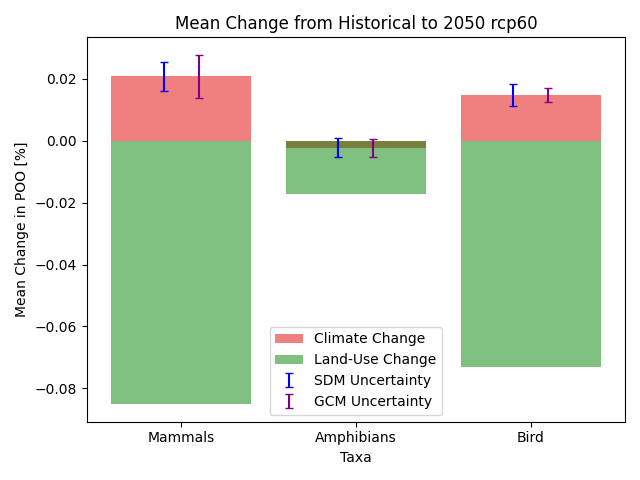 Mean Change from Historical to 2050 rcp60
Mean Change in POO [%]
0.02
0.00
−0.02
−0.04
−0.06
−0.08
Climate Change
Land-Use Change
SDM Uncertainty
GCM Uncertainty
Mammals
Amphibians
Bird
Taxa